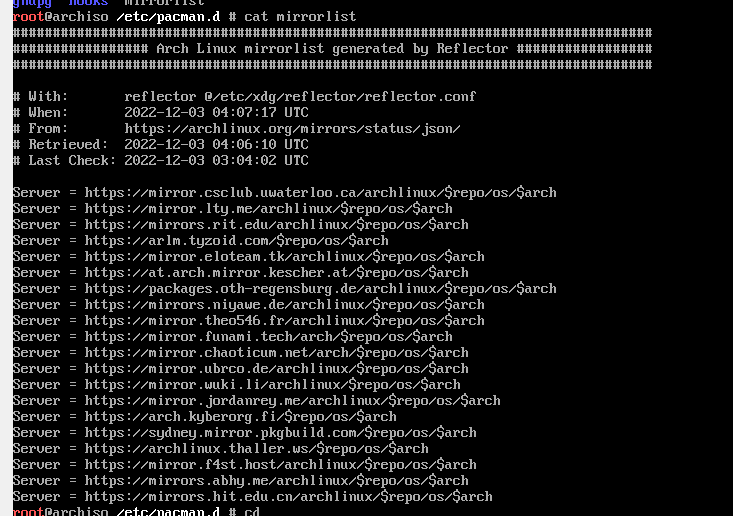 gnupg hooks mirrorlist
root@archiso /etc/pacman.d # cat mirrorlist
################################################################################
################# Arch Linux mirrorlist generated by Reflector #################
################################################################################
# With:       reflector @/etc/xdg/reflector/reflector.conf
# When:       2022-12-03 04:07:17 UTC
# From:       https://archlinux.org/mirrors/status/json/
# Retrieved:  2022-12-03 04:06:10 UTC
# Last Check: 2022-12-03 03:04:02 UTC
Server = https://mirror.csclub.uwaterloo.ca/archlinux/$repo/os/$arch
Server = https://mirror.lty.me/archlinux/$repo/os/$arch
Server = https://mirrors.rit.edu/archlinux/$repo/os/$arch
Server = https://arlm.tyzoid.com/$repo/os/$arch
Server = https://mirror.eloteam.tk/archlinux/$repo/os/$arch
Server = https://at.arch.mirror.kescher.at/$repo/os/$arch
Server = https://packages.oth-regensburg.de/archlinux/$repo/os/$arch
Server = https://mirrors.niyawe.de/archlinux/$repo/os/$arch
Server = https://mirror.theo546.fr/archlinux/$repo/os/$arch
Server = https://mirror.funami.tech/arch/$repo/os/$arch
Server = https://mirror.chaoticum.net/arch/$repo/os/$arch
Server = https://mirror.ubrco.de/archlinux/$repo/os/$arch
Server = https://mirror.wuki.li/archlinux/$repo/os/$arch
Server = https://mirror.jordanrey.me/archlinux/$repo/os/$arch
Server = https://arch.kyberorg.fi/$repo/os/$arch
Server = https://sydney.mirror.pkgbuild.com/$repo/os/$arch
Server = https://archlinux.thaller.ws/$repo/os/$arch
Server = https://mirror.f4st.host/archlinux/$repo/os/$arch
Server = https://mirrors.abhy.me/archlinux/$repo/os/$arch
Server = https://mirrors.hit.edu.cn/archlinux/$repo/os/$arch
root@archiso /etc/pacman.d # cd